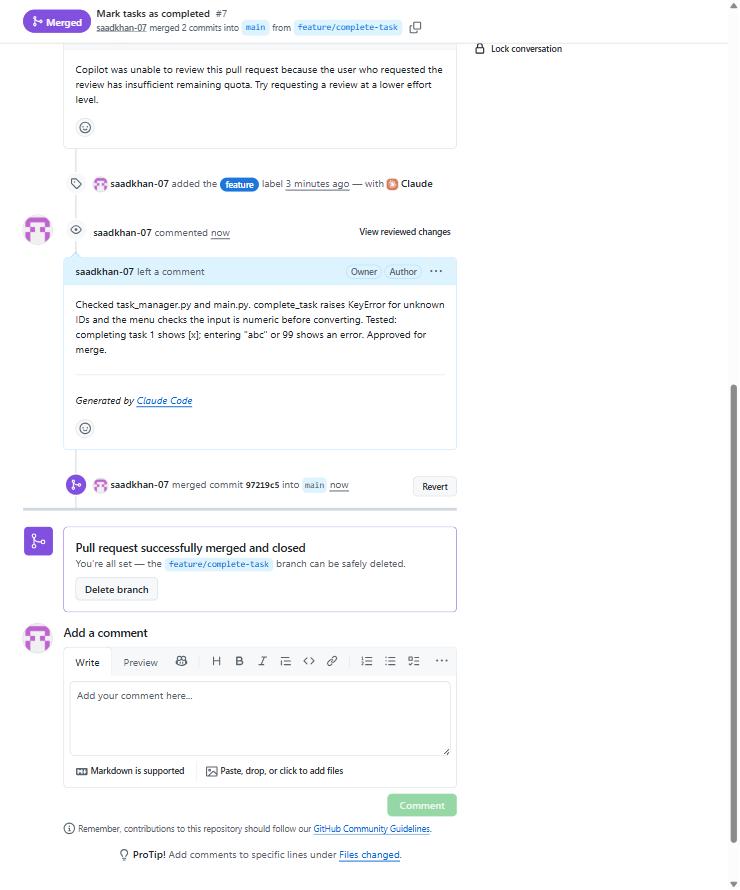 Merged
Mark tasks as completed #7
saadkhan-07 merged 2 commits into main from feature/complete-task
Lock conversation
Copilot was unable to review this pull request because the user who requested the
review has insufficient remaining quota. Try requesting a review at a lower effort
level.
saadkhan-07 added the feature label 3 minutes ago — with Claude
saadkhan-07 commented now
View reviewed changes
saadkhan-07 left a comment
Owner
Author
Checked task_manager.py and main.py. complete_task raises KeyError for unknown
IDs and the menu checks the input is numeric before converting. Tested:
completing task 1 shows [x]; entering "abc" or 99 shows an error. Approved for
merge.
Generated by Claude Code
saadkhan-07 merged commit 97219c5 into main now
Revert
Pull request successfully merged and closed
You're all set — the feature/complete-task branch can be safely deleted.
Delete branch
Add a comment
Write
Preview
Add your comment here...
Markdown is supported
Paste, drop, or click to add files
Comment
Remember, contributions to this repository should follow our GitHub Community Guidelines.
ProTip! Add comments to specific lines under Files changed.